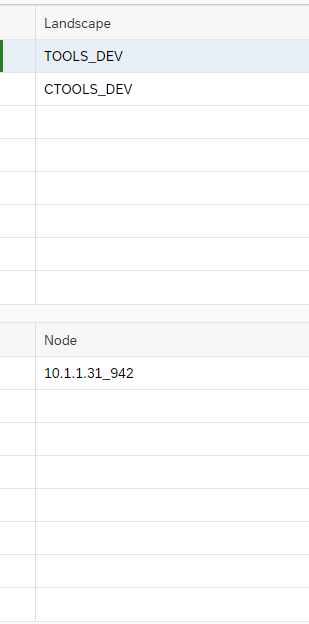 Landscape
TOOLS_DEV
CTOOLS_DEV
Node
10.1.1.31_942